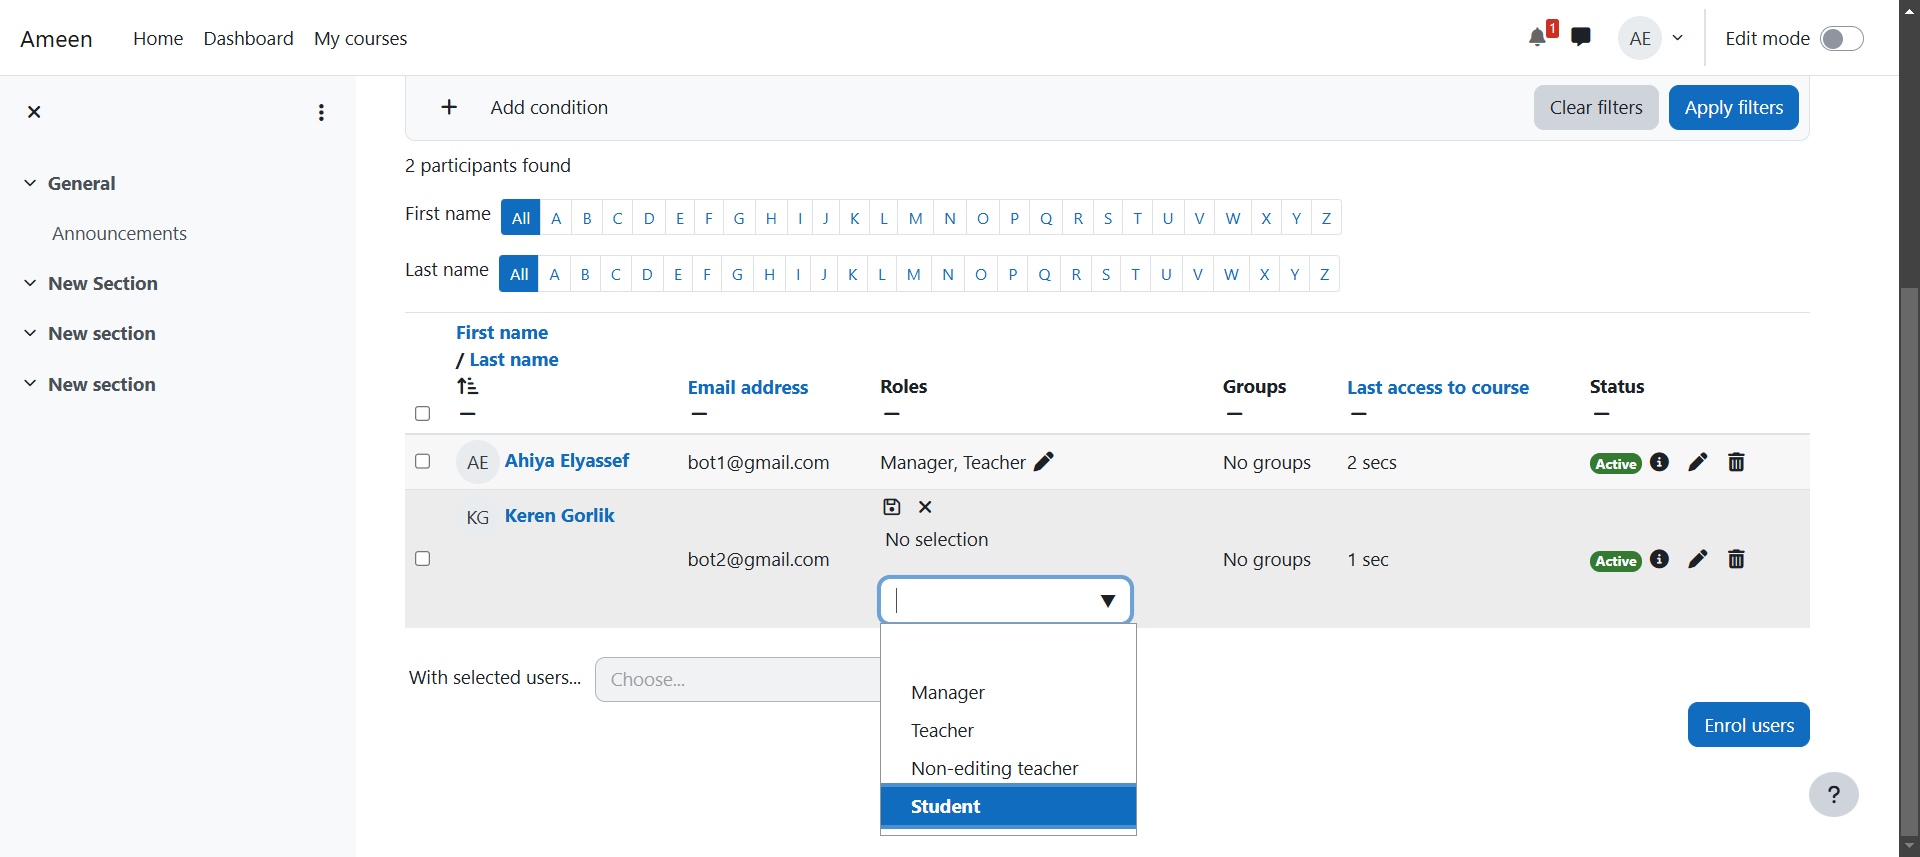 Ameen
Home Dashboard My courses
1
AE
Edit mode
Add condition
Clear filters Apply filters
General
Announcements
New Section
New section
New section
2 participants found
First name All A B C D E F G H I J K L M N O P Q R S T U V W X Y Z
Last name All A B C D E F G H I J K L M N O P Q R S T U V W X Y Z
First name
/ Last name
Email address Roles Groups Last access to course Status
AE Ahiya Elyassef bot1@gmail.com Manager, Teacher No groups 2 secs Active
KG Keren Gorlik
No selection
bot2@gmail.com No groups 1 sec Active
With selected users... Choose...
Manager
Teacher
Non-editing teacher
Student
Enrol users
?